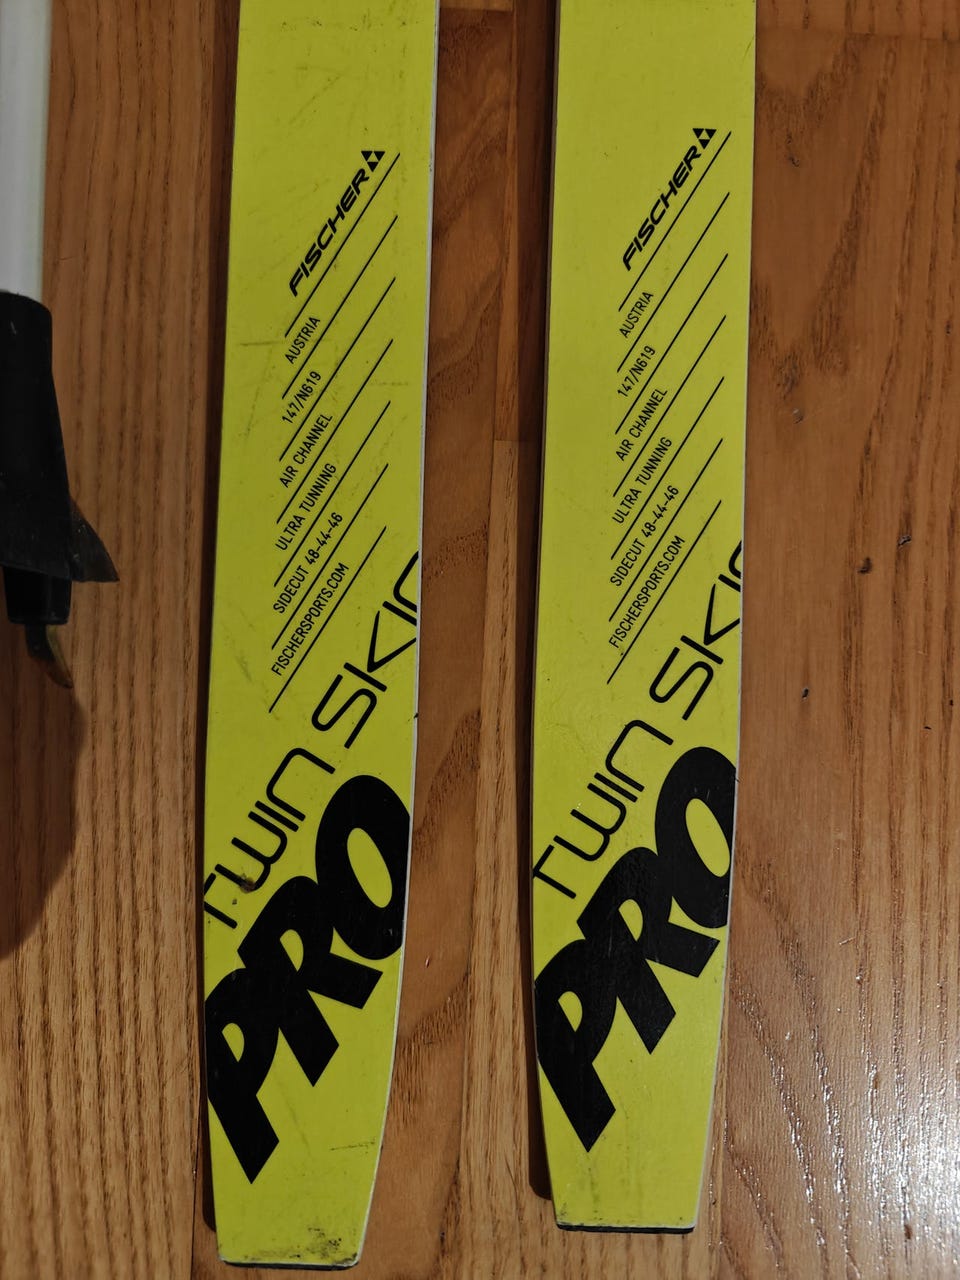 FISCHER
AUSTRIA
147/N619
AIR CHANNEL
ULTRA TUNNING
SIDECUT 48-44-46
FISCHERSPORTS.COM
TWIN SKIN
PRO
FISCHER
AUSTRIA
147/N619
AIR CHANNEL
ULTRA TUNNING
SIDECUT 48-44-46
FISCHERSPORTS.COM
TWIN SKIN
PRO